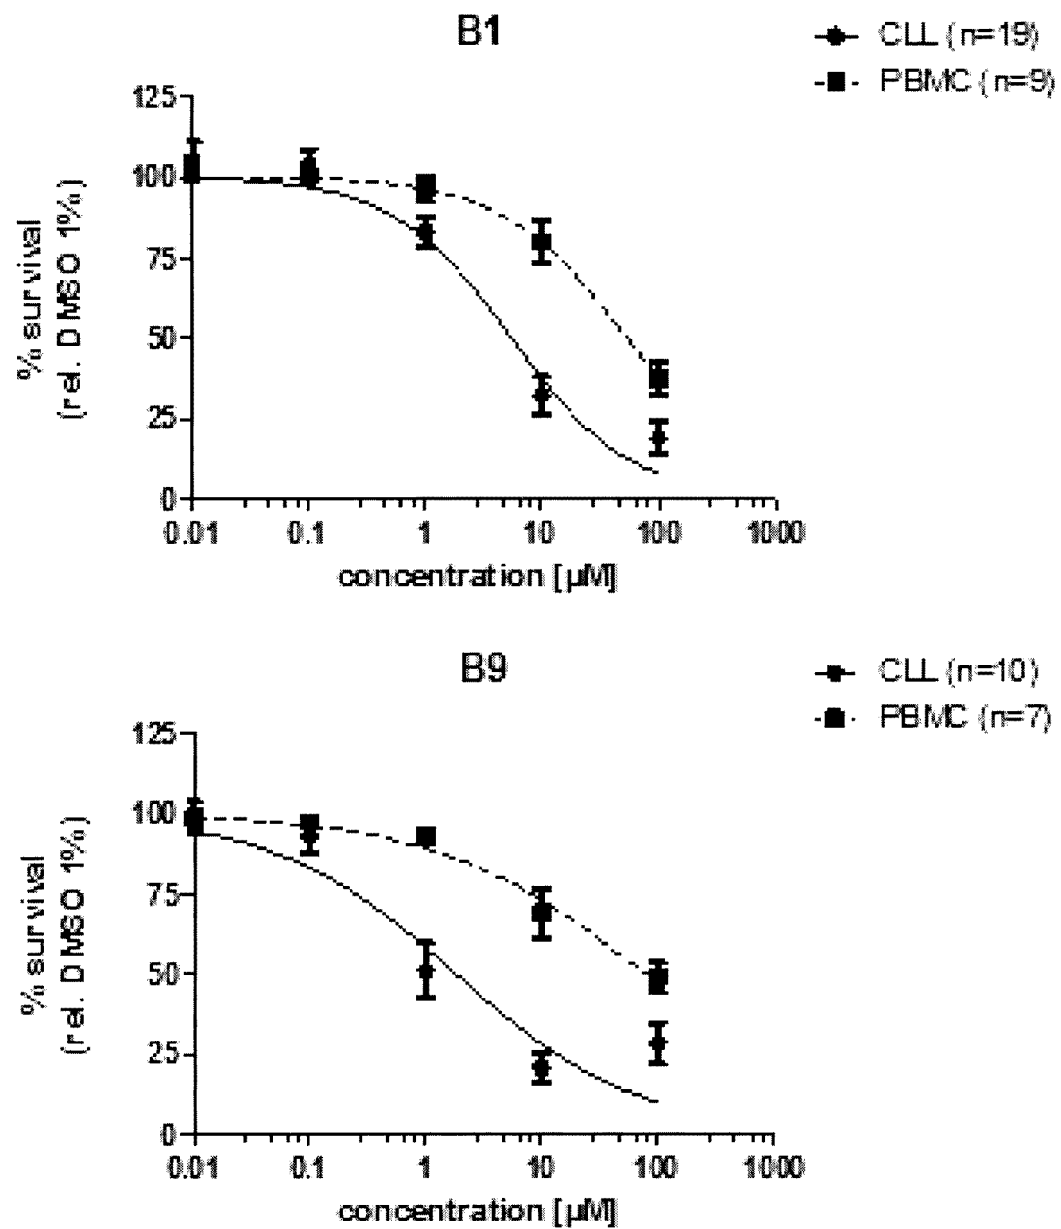 B1
CLL (n=19)
PBMC (n=9)
125
100
75
50
25
0
% survival
(rel. DMSO 1%)
0.01 0.1 1 10 100 1000
concentration [µM]
B9
CLL (n=10)
PBMC (n=7)
125
100
75
50
25
0
% survival
(rel. DMSO 1%)
0.01 0.1 1 10 100 1000
concentration [µM]